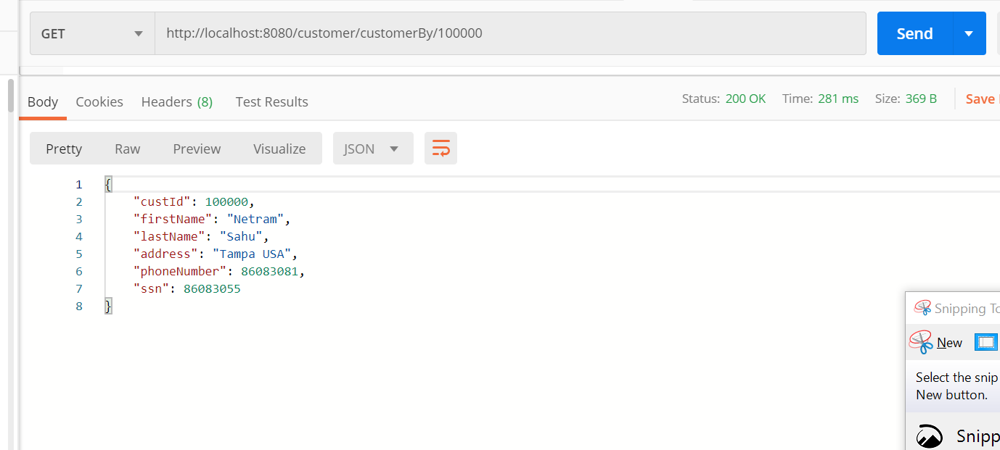 GET http://localhost:8080/customer/customerBy/100000 Send
Body Cookies Headers (8) Test Results Status: 200 OK Time: 281 ms Size: 369 B Save
Pretty Raw Preview Visualize JSON
1 {
2 "custId": 100000,
3 "firstName": "Netram",
4 "lastName": "Sahu",
5 "address": "Tampa USA",
6 "phoneNumber": 86083081,
7 "ssn": 86083055
8 }
Snipping To
New
Select the snip
New button.
Snipp